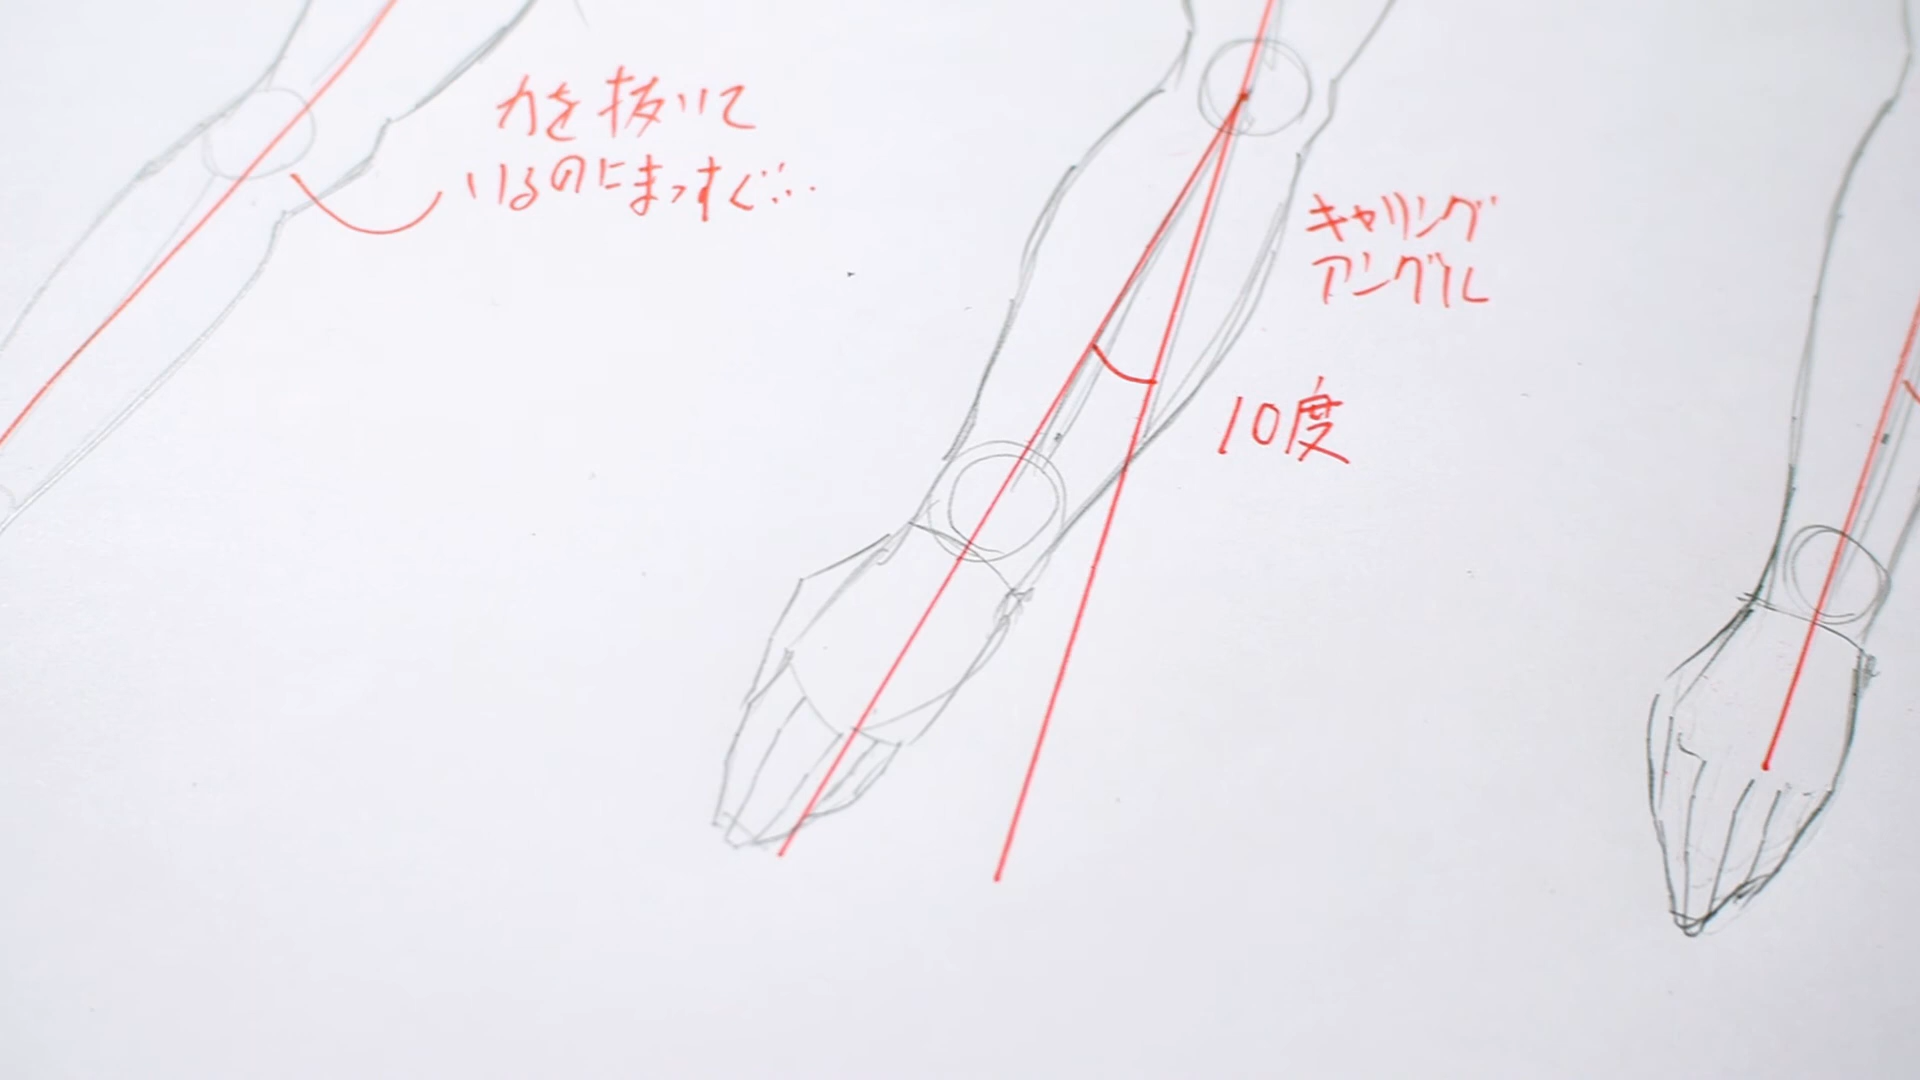 力を抜いて
いるのにまっすぐ…
キャリング
アングル
10度